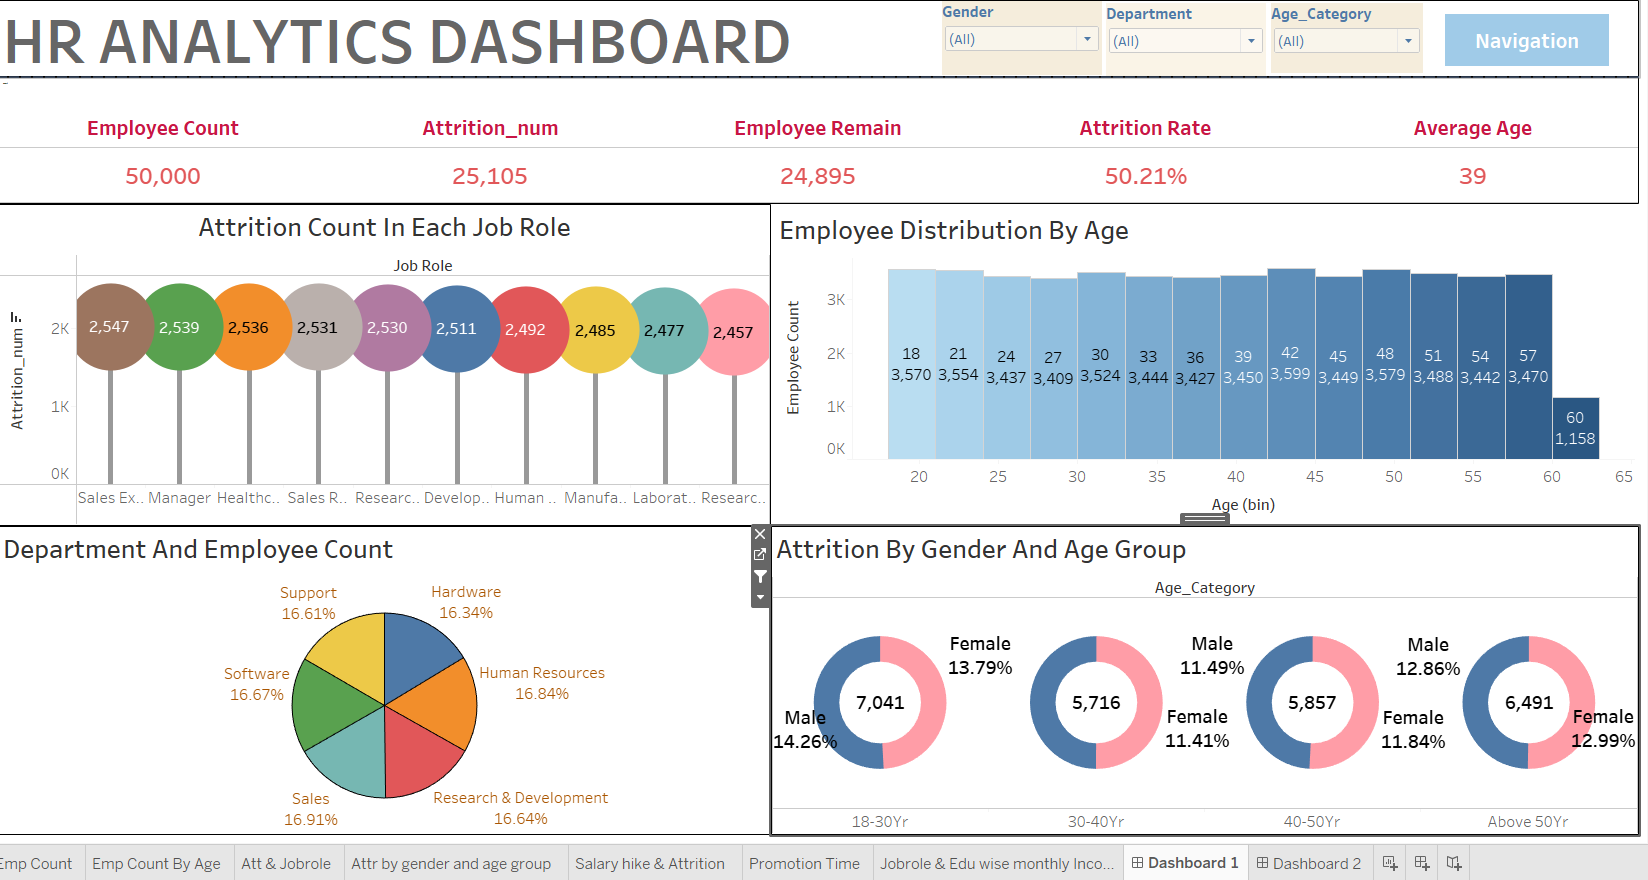 HR ANALYTICS DASHBOARD
Gender
(All)
Department
(All)
Age_Category
(All)
Navigation
Employee Count
Attrition_num
Employee Remain
Attrition Rate
Average Age
50,000
25,105
24,895
50.21%
39
Attrition Count In Each Job Role
Job Role
Attrition_num
2K
1K
0K
2,547
2,539
2,536
2,531
2,530
2,511
2,492
2,485
2,477
2,457
Sales Ex..
Manager
Healthc..
Sales R..
Researc..
Develop..
Human ..
Manufa..
Laborat..
Researc..
Employee Distribution By Age
Employee Count
3K
2K
1K
0K
18
3,570
21
3,554
24
3,437
27
3,409
30
3,524
33
3,444
36
3,427
39
3,450
42
3,599
45
3,449
48
3,579
51
3,488
54
3,442
57
3,470
60
1,158
20
25
30
35
40
45
50
55
60
65
Age (bin)
Department And Employee Count
Support
16.61%
Hardware
16.34%
Software
16.67%
Human Resources
16.84%
Sales
16.91%
Research & Development
16.64%
Attrition By Gender And Age Group
Age_Category
Female
13.79%
7,041
Male
14.26%
Male
11.49%
5,716
Female
11.41%
Male
12.86%
5,857
Female
11.84%
6,491
Female
12.99%
18-30Yr
30-40Yr
40-50Yr
Above 50Yr
Emp Count
Emp Count By Age
Att & Jobrole
Attr by gender and age group
Salary hike & Attrition
Promotion Time
Jobrole & Edu wise monthly Inco...
Dashboard 1
Dashboard 2